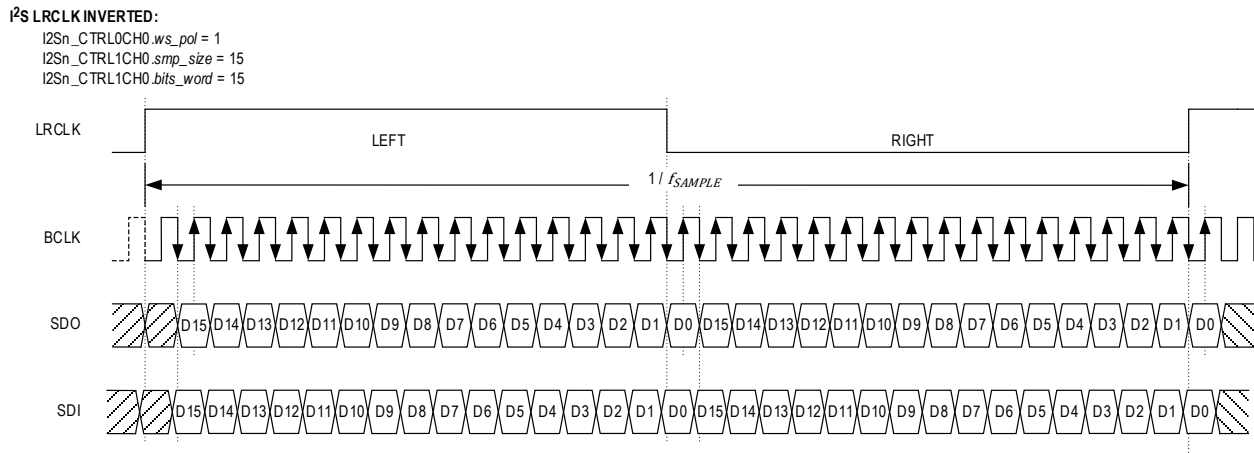 I²S LRCLK INVERTED:
I2Sn_CTRL0CH0.ws_pol = 1
I2Sn_CTRL1CH0.smp_size = 15
I2Sn_CTRL1CH0.bits_word = 15
LRCLK LEFT RIGHT
1 / fSAMPLE
BCLK
SDO D15 D14 D13 D12 D11 D10 D9 D8 D7 D6 D5 D4 D3 D2 D1 D0 D15 D14 D13 D12 D11 D10 D9 D8 D7 D6 D5 D4 D3 D2 D1 D0
SDI D15 D14 D13 D12 D11 D10 D9 D8 D7 D6 D5 D4 D3 D2 D1 D0 D15 D14 D13 D12 D11 D10 D9 D8 D7 D6 D5 D4 D3 D2 D1 D0